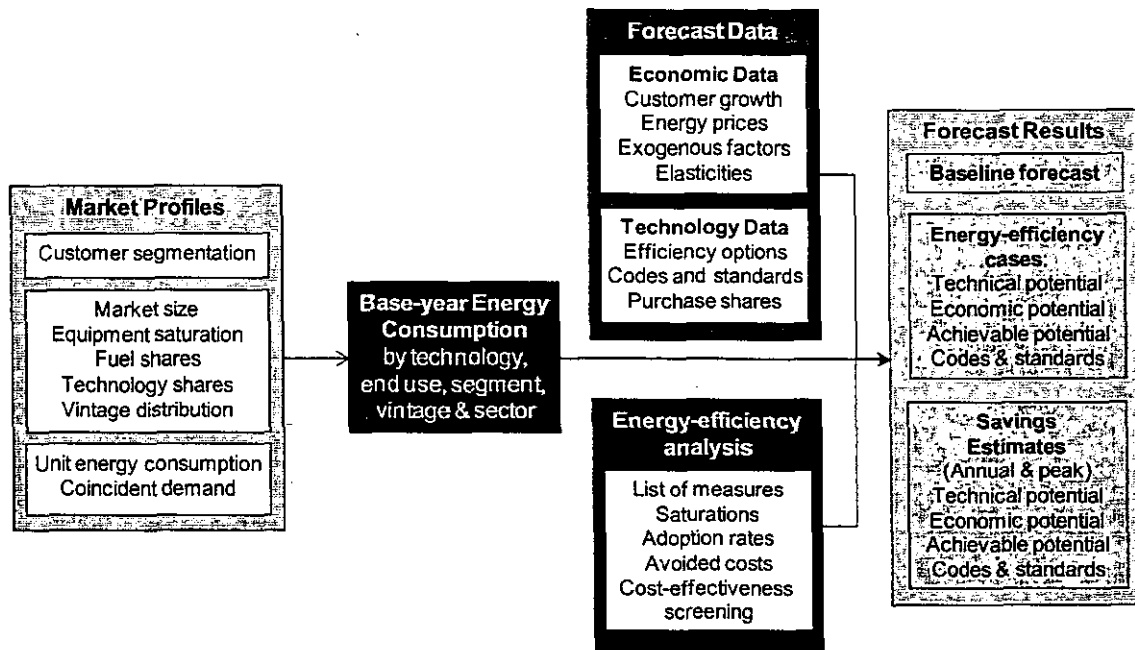 Market Profiles
Customer segmentation
Market size
Equipment saturation
Fuel shares
Technology shares
Vintage distribution
Unit energy consumption
Coincident demand
Base-year Energy
Consumption
by technology,
end use, segment,
vintage & sector
Forecast Data
Economic Data
Customer growth
Energy prices
Exogenous factors
Elasticities
Technology Data
Efficiency options
Codes and standards
Purchase shares
Energy-efficiency
analysis
List of measures
Saturations
Adoption rates
Avoided costs
Cost-effectiveness
screening
Forecast Results
Baseline forecast
Energy-efficiency
cases:
Technical potential
Economic potential
Achievable potential
Codes & standards
Savings
Estimates
(Annual & peak)
Technical potential
Economic potential
Achievable potential
Codes & standards